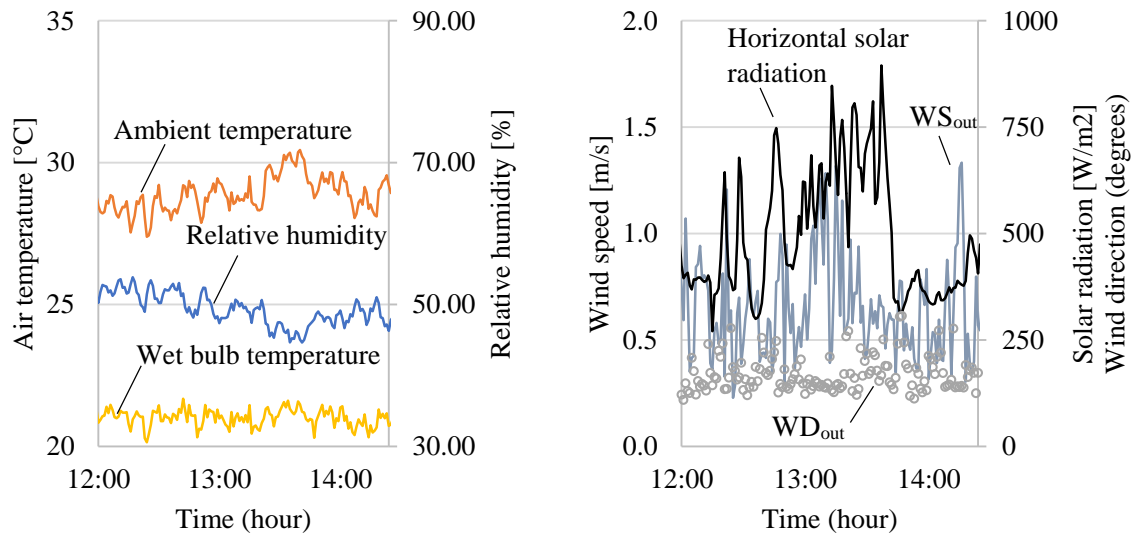 35
30
25
20
Air temperature [°C]
90.00
70.00
50.00
30.00
Relative humidity [%]
Ambient temperature
Relative humidity
Wet bulb temperature
12:00 13:00 14:00
Time (hour)
2.0
1.5
1.0
0.5
0.0
Wind speed [m/s]
1000
750
500
250
0
Solar radiation [W/m2]
Wind direction (degrees)
Horizontal solar
radiation
WSout
WDout
12:00 13:00 14:00
Time (hour)